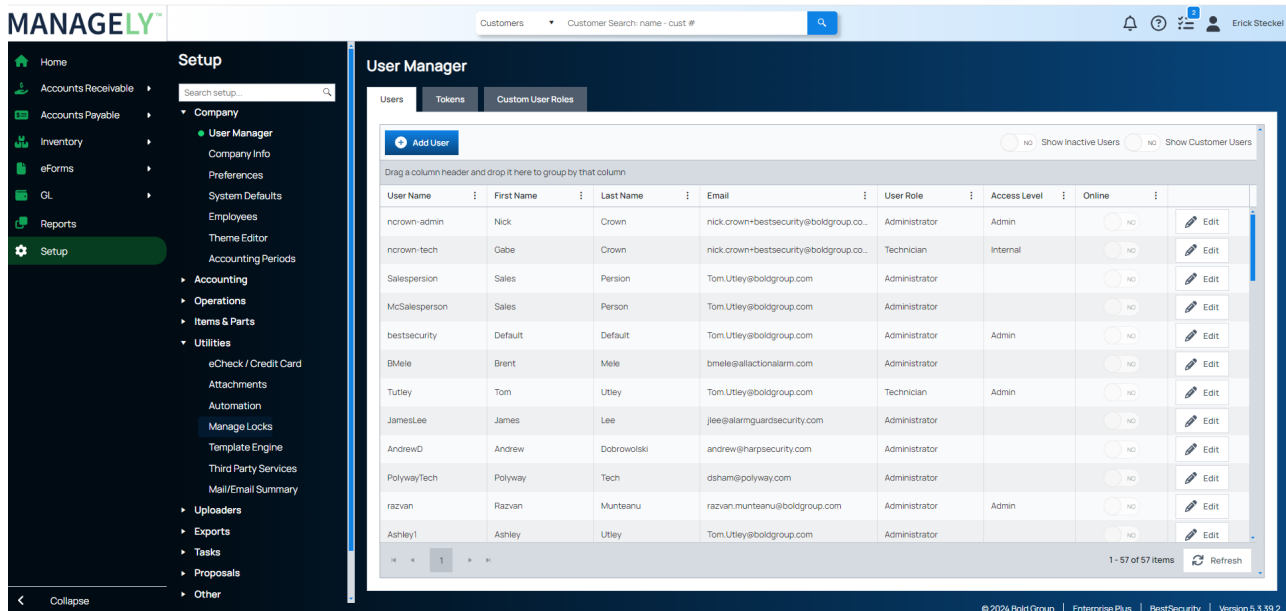 MANAGELY™
Customers ▼ Customer Search: name - cust #
2
Erick Steckel
Home
Accounts Receivable
Accounts Payable
Inventory
eForms
GL
Reports
Setup
Collapse
Setup
Search setup...
Company
User Manager
Company Info
Preferences
System Defaults
Employees
Theme Editor
Accounting Periods
Accounting
Operations
Items & Parts
Utilities
eCheck / Credit Card
Attachments
Automation
Manage Locks
Template Engine
Third Party Services
Mail/Email Summary
Uploaders
Exports
Tasks
Proposals
Other
User Manager
Users Tokens Custom User Roles
Add User NO Show Inactive Users NO Show Customer Users
Drag a column header and drop it here to group by that column
User Name First Name Last Name Email User Role Access Level Online
ncrown-admin Nick Crown nick.crown+bestsecurity@boldgroup.co... Administrator Admin NO Edit
ncrown-tech Gabe Crown nick.crown+bestsecurity@boldgroup.co... Technician Internal NO Edit
Salespersion Sales Persion Tom.Utley@boldgroup.com Administrator NO Edit
McSalesperson Sales Person Tom.Utley@boldgroup.com Administrator NO Edit
bestsecurity Default Default Tom.Utley@boldgroup.com Administrator Admin NO Edit
BMele Brent Mele bmele@allactionalarm.com Administrator NO Edit
Tutley Tom Utley Tom.Utley@boldgroup.com Technician Admin NO Edit
JamesLee James Lee jlee@alarmguardsecurity.com Administrator NO Edit
AndrewD Andrew Dobrowolski andrew@harpsecurity.com Administrator NO Edit
PolywayTech Polyway Tech dsham@polyway.com Administrator NO Edit
razvan Razvan Munteanu razvan.munteanu@boldgroup.com Administrator Admin NO Edit
Ashley1 Ashley Utley Tom.Utley@boldgroup.com Administrator NO Edit
1 1 - 57 of 57 items Refresh
© 2024 Bold Group | Enterprise Plus | BestSecurity | Version 5.3.39.2